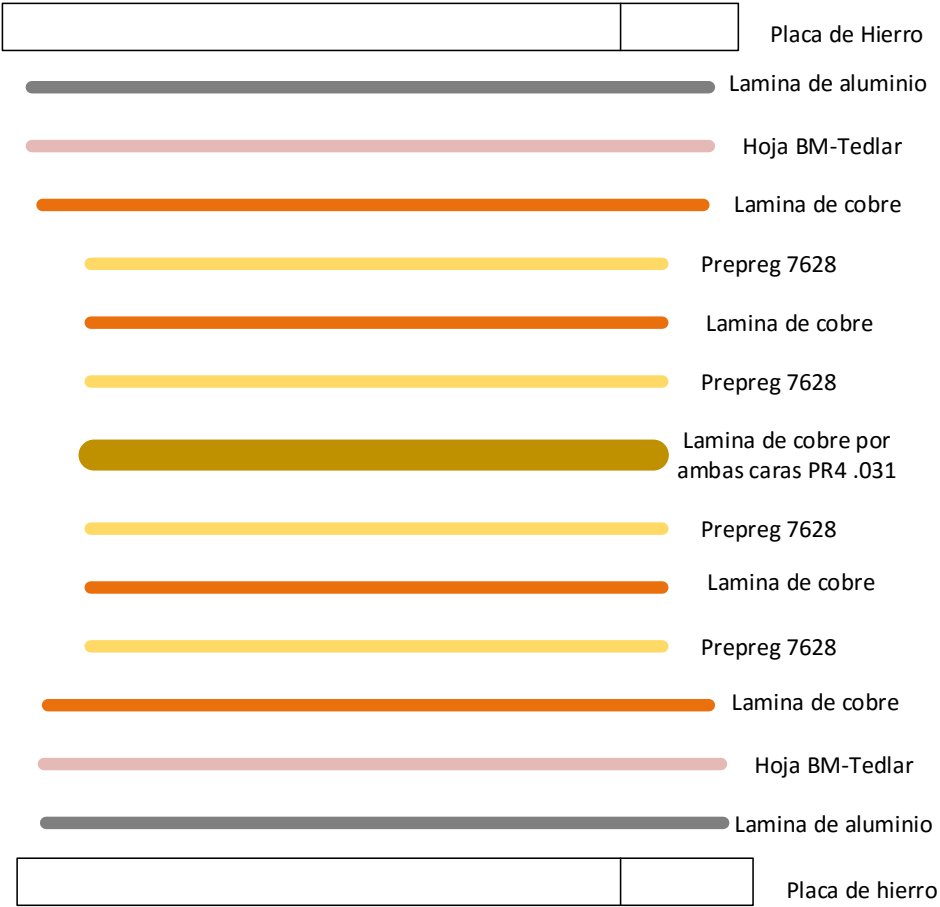 Placa de Hierro
Lamina de aluminio
Hoja BM-Tedlar
Lamina de cobre
Prepreg 7628
Lamina de cobre
Prepreg 7628
Lamina de cobre por
ambas caras PR4 .031
Prepreg 7628
Lamina de cobre
Prepreg 7628
Lamina de cobre
Hoja BM-Tedlar
Lamina de aluminio
Placa de hierro